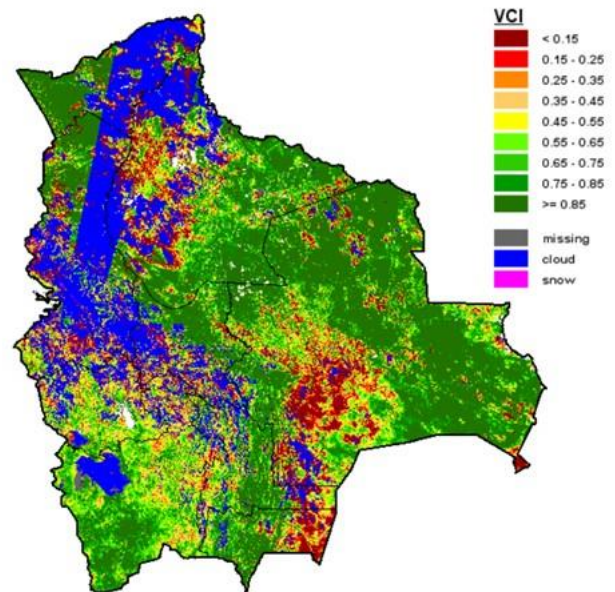 VCI
< 0.15
0.15 - 0.25
0.25 - 0.35
0.35 - 0.45
0.45 - 0.55
0.55 - 0.65
0.65 - 0.75
0.75 - 0.85
>= 0.85
missing
cloud
snow